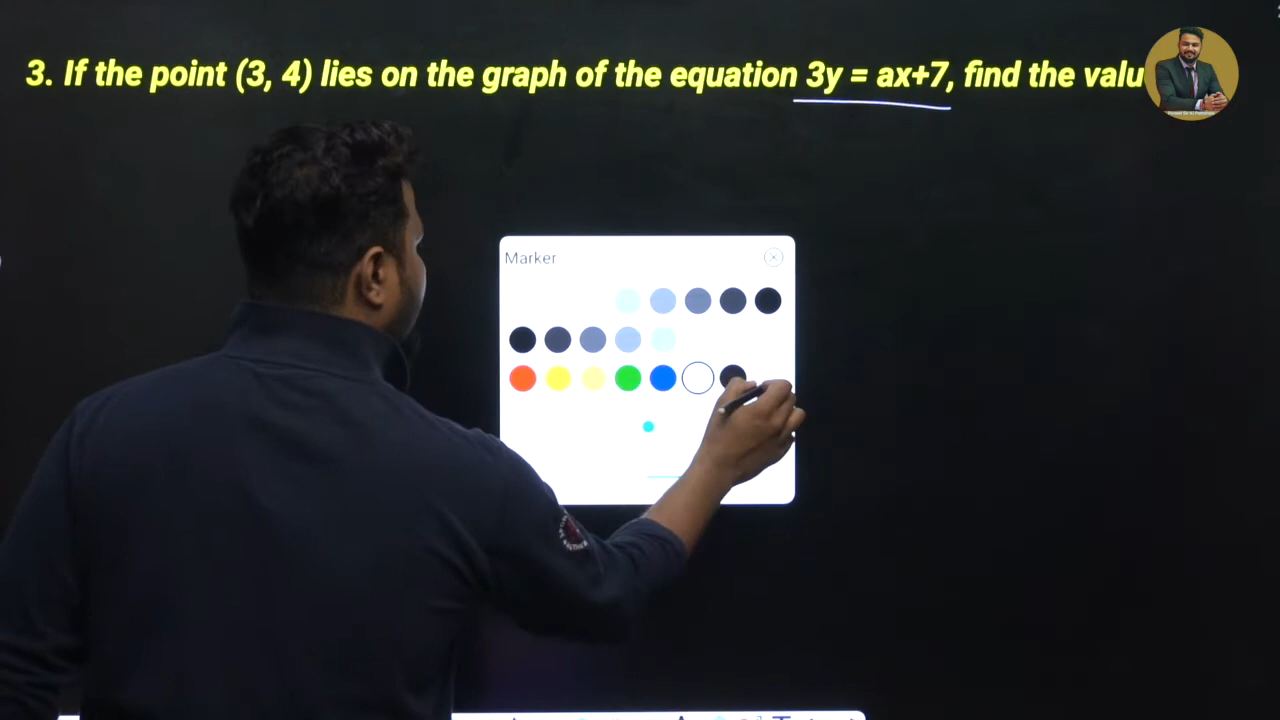 3. If the point (3, 4) lies on the graph of the equation 3y = ax+7, find the valu
Marker